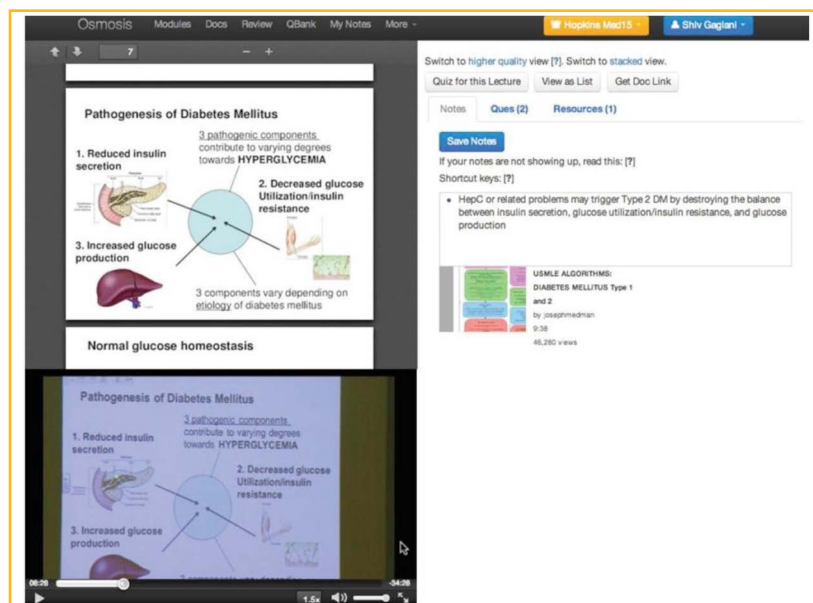 Osmosis Modules Docs Review QBank My Notes More
Hopkins Med15 Shiv Gaglani
7 − +
Pathogenesis of Diabetes Mellitus
3 pathogenic components
contribute to varying degrees
towards HYPERGLYCEMIA
1. Reduced insulin
secretion
2. Decreased glucose
Utilization/insulin
resistance
3. Increased glucose
production
3 components vary depending on
etiology of diabetes mellitus
Normal glucose homeostasis
Pathogenesis of Diabetes Mellitus
3 pathogenic components
contribute to varying degrees
towards HYPERGLYCEMIA
1. Reduced insulin
secretion
2. Decreased glucose
Utilization/insulin
resistance
3. Increased glucose
production
3 components vary depending
1.5x
Switch to higher quality view [?]. Switch to stacked view.
Quiz for this Lecture View as List Get Doc Link
Notes Ques (2) Resources (1)
Save Notes
If your notes are not showing up, read this: [?]
Shortcut keys: [?]
• HepC or related problems may trigger Type 2 DM by destroying the balance
between insulin secretion, glucose utilization/insulin resistance, and glucose
production
USMLE ALGORITHMS:
DIABETES MELLITUS Type 1
and 2
by josephmedman
9:38
46,280 views